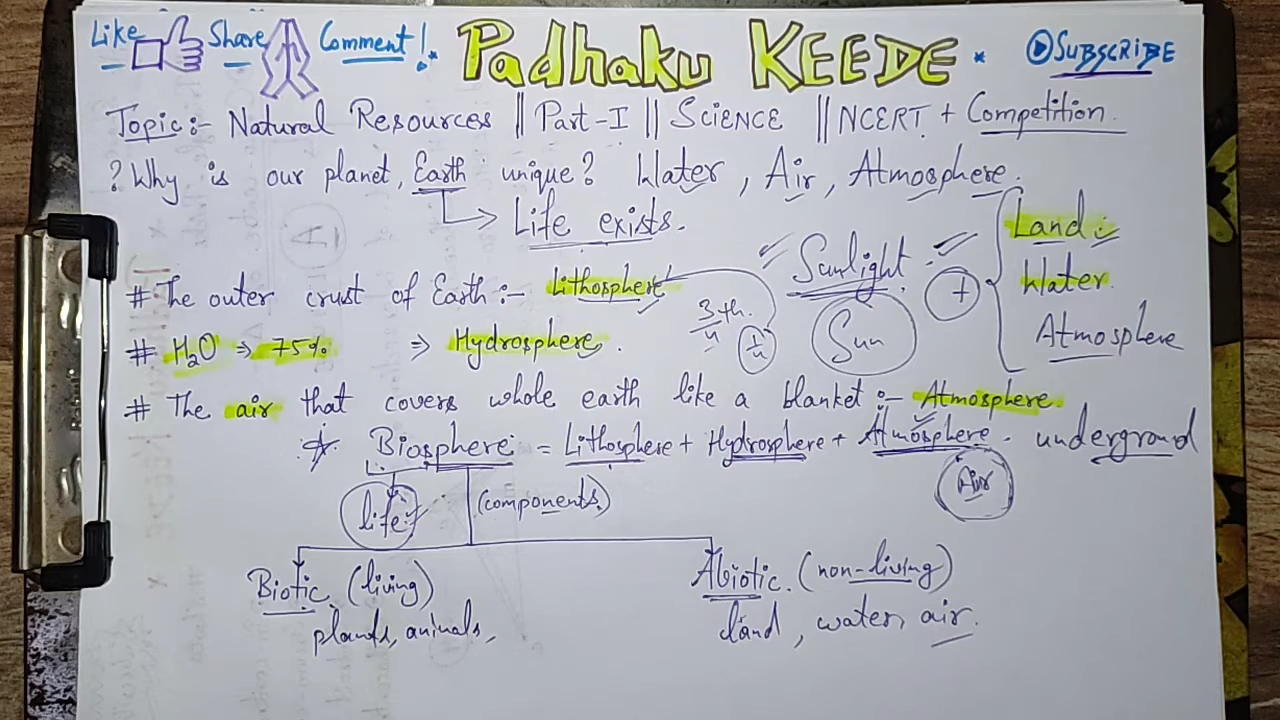 Like Share Comment! Padhaku KEEDE SUBSCRIBE
Topic:- Natural Resources || Part-I || SCIENCE || NCERT + Competition.
? Why is our planet, Earth unique? Water, Air, Atmosphere.
Life exists.
Sunlight.
Sun
+
Land :-
Water
Atmosphere
# The outer crust of Earth :- Lithosphere
3/4 th.
1/4
# H₂O ⇒ 75% ⇒ Hydrosphere.
# The air that covers whole earth like a blanket :- Atmosphere.
Biosphere = Lithosphere + Hydrosphere + Atmosphere. undergrond
Air
life
(components)
Biotic (living)
plants, animals,
Abiotic. (non-living)
land, water, air.